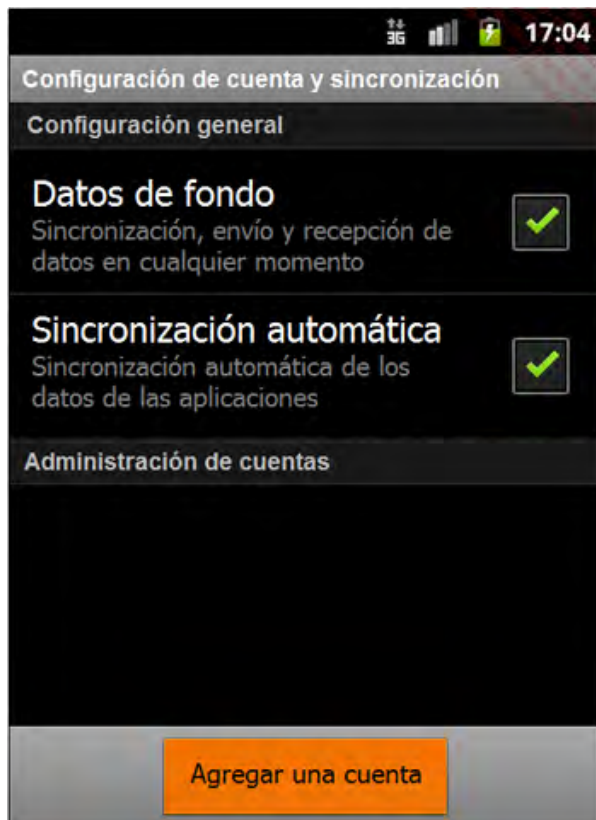 3G 17:04
Configuración de cuenta y sincronización
Configuración general
Datos de fondo
Sincronización, envío y recepción de
datos en cualquier momento
Sincronización automática
Sincronización automática de los
datos de las aplicaciones
Administración de cuentas
Agregar una cuenta